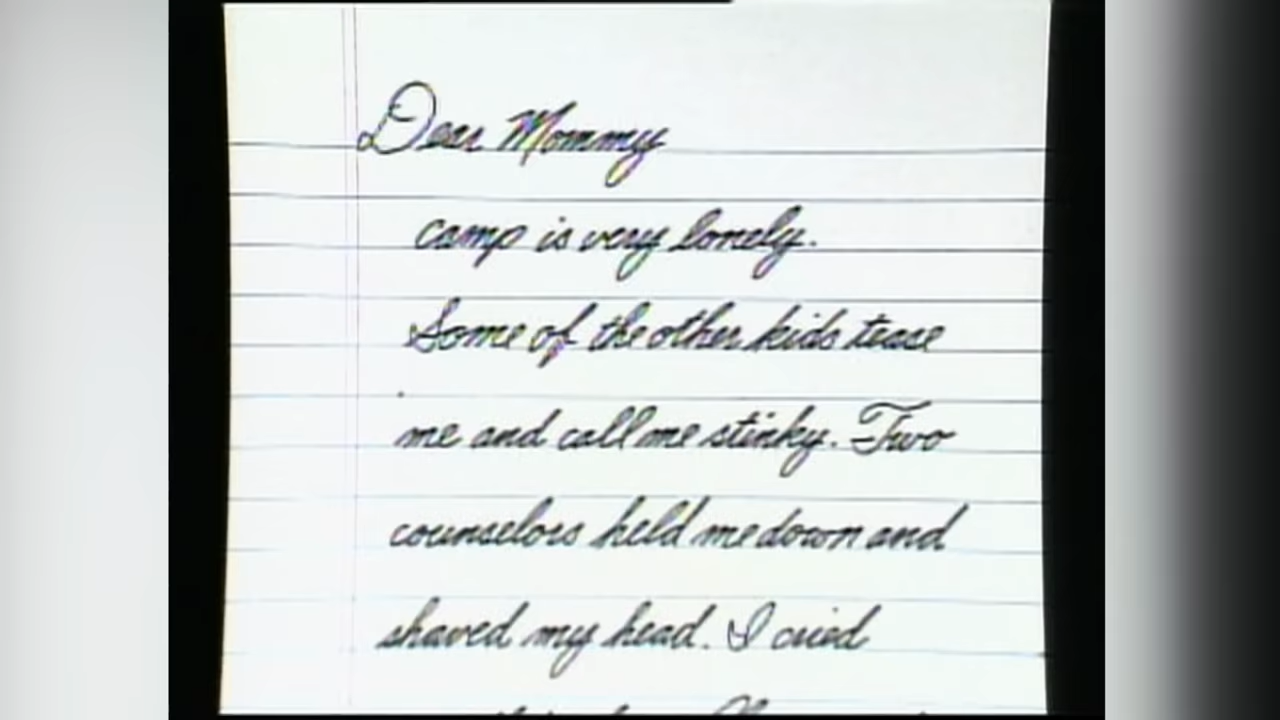 Dear Mommy
camp is very lonely.
Some of the other kids tease
me and call me stinky. Two
counselors held me down and
shaved my head. I cried